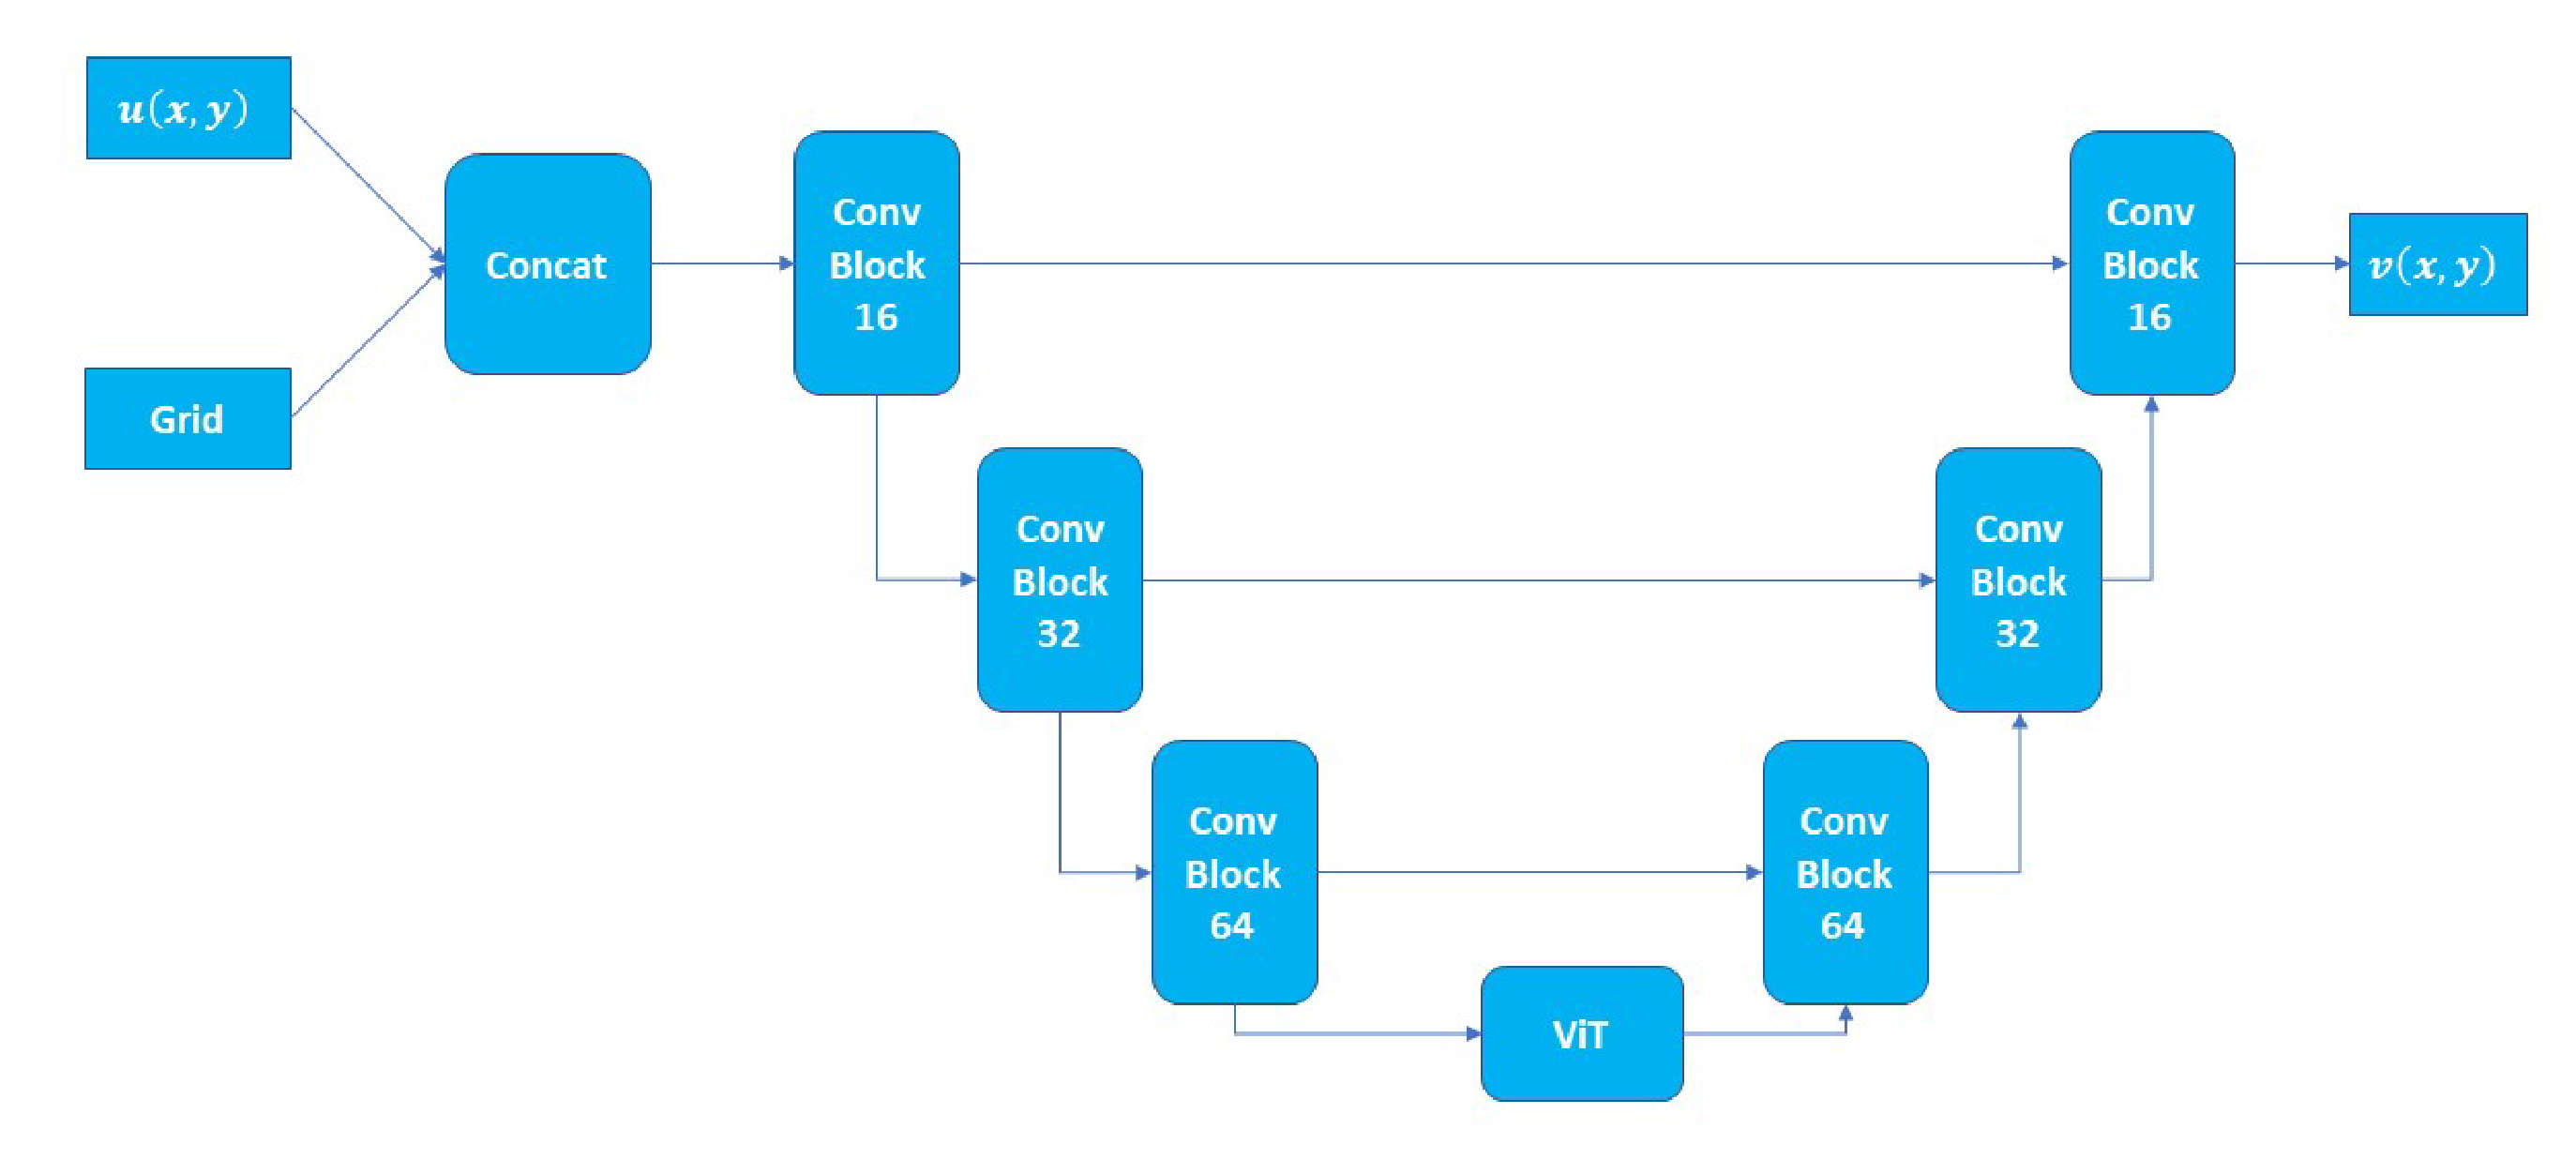 u(x, y)
Grid
Concat
Conv
Block
16
Conv
Block
32
Conv
Block
64
ViT
Conv
Block
64
Conv
Block
32
Conv
Block
16
v(x, y)